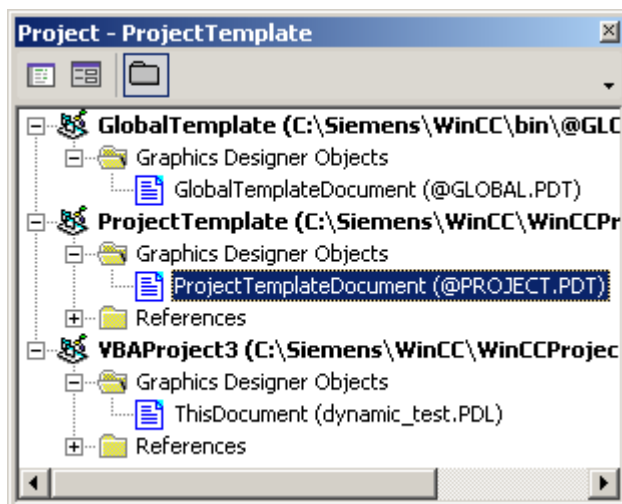 Project - ProjectTemplate
GlobalTemplate (C:\Siemens\WinCC\bin\@GLC
Graphics Designer Objects
GlobalTemplateDocument (@GLOBAL.PDT)
ProjectTemplate (C:\Siemens\WinCC\WinCCPr
Graphics Designer Objects
ProjectTemplateDocument (@PROJECT.PDT)
References
VBAProject3 (C:\Siemens\WinCC\WinCCProjec
Graphics Designer Objects
ThisDocument (dynamic_test.PDL)
References